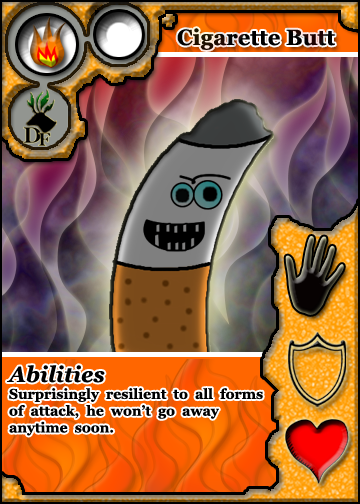 Cigarette Butt
DF
Abilities
Surprisingly resilient to all forms
of attack, he won't go away
anytime soon.